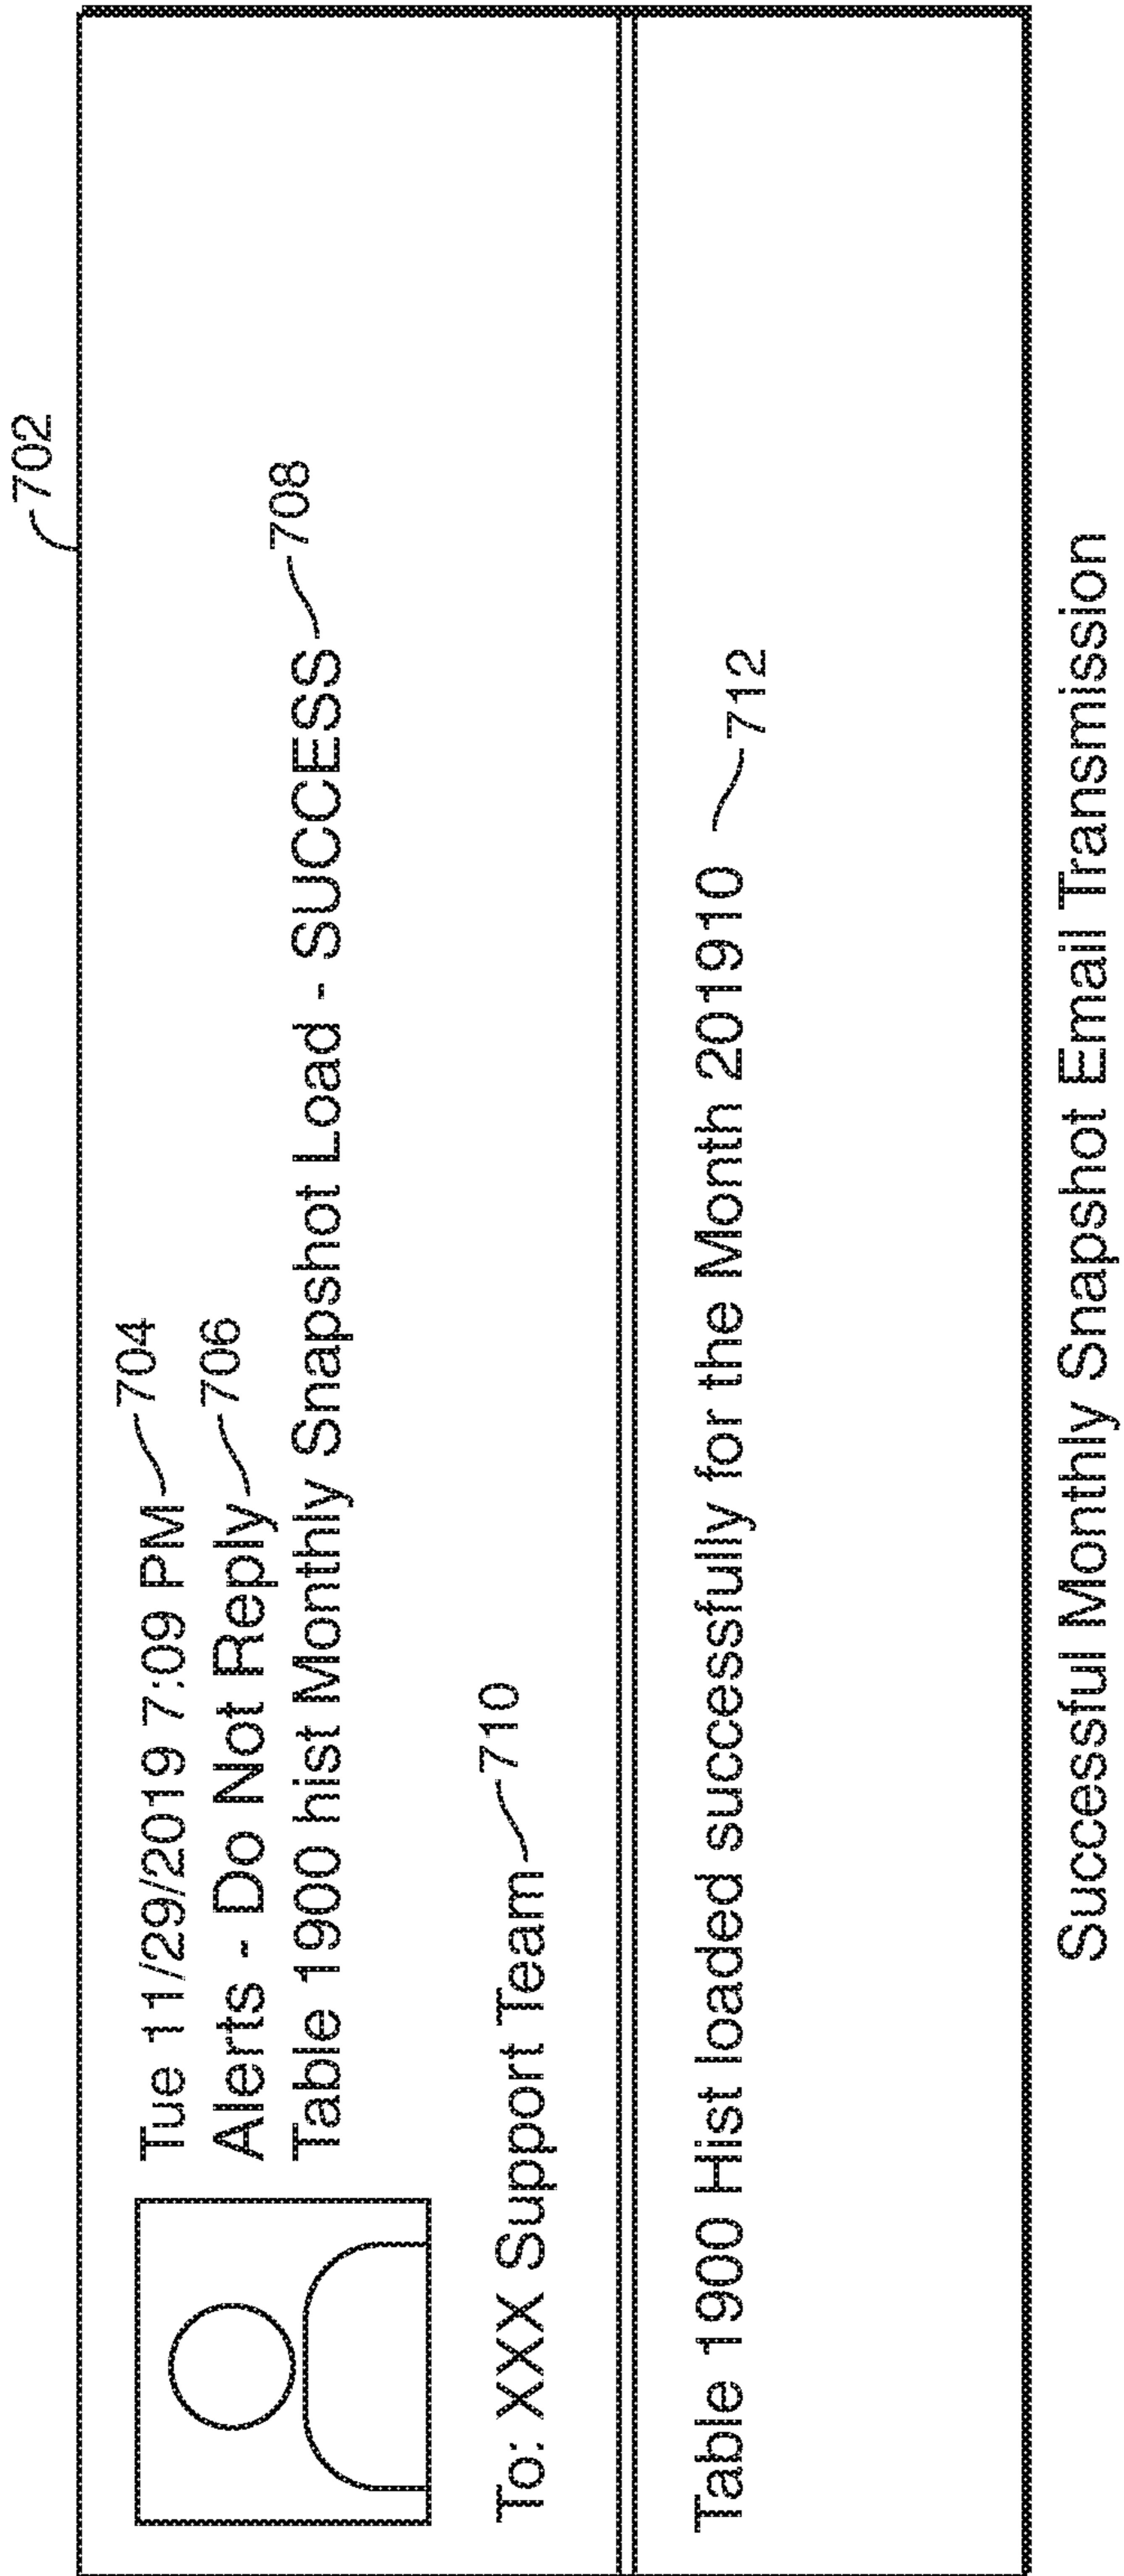 702
Tue 11/29/2019 7:09 PM 704
Alerts - Do Not Reply 706
Table 1900 hist Monthly Snapshot Load - SUCCESS 708
To: XXX Support Team 710
Table 1900 Hist loaded successfully for the Month 201910 712
Successful Monthly Snapshot Email Transmission